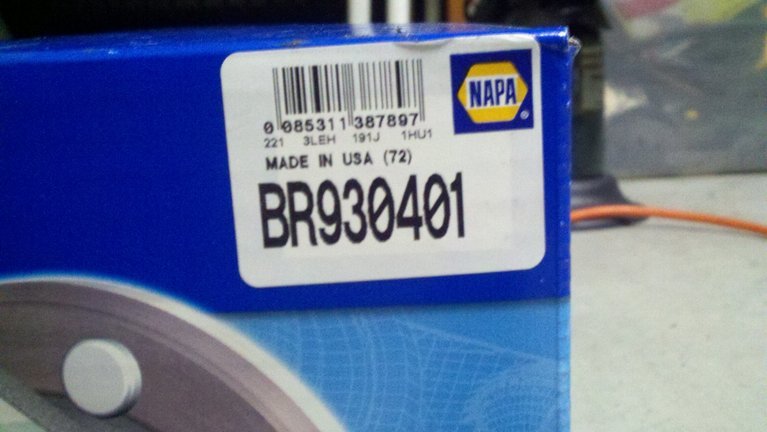 0 085311 387897
221 3LEH 191J 1HU1
MADE IN USA (72)
BR930401
NAPA
®